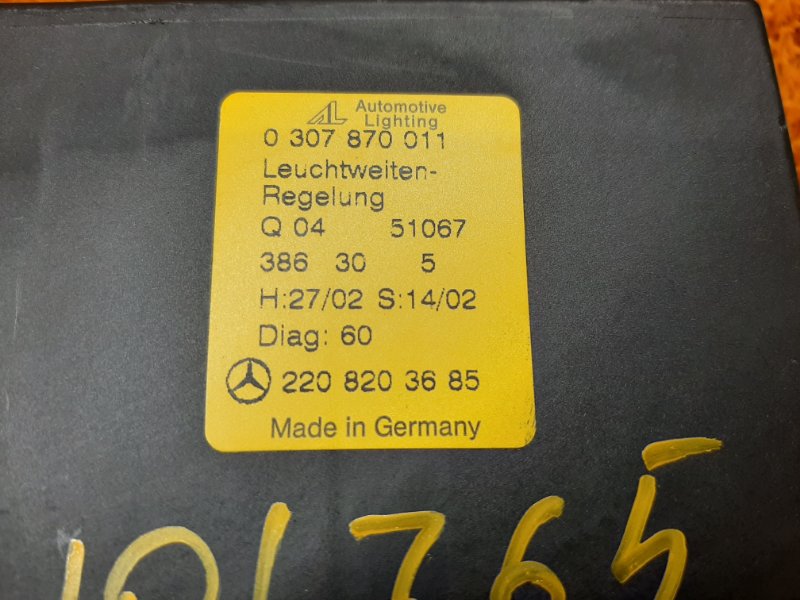 AL Automotive
Lighting
0 307 870 011
Leuchtweiten-
Regelung
Q 04 51067
386 30 5
H:27/02 S:14/02
Diag: 60
220 820 36 85
Made in Germany